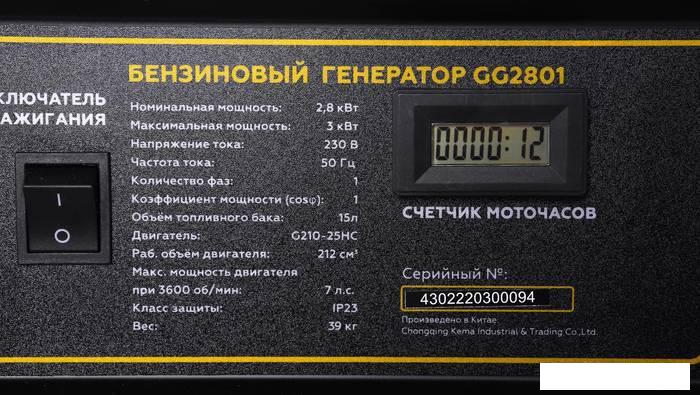 БЕНЗИНОВЫЙ ГЕНЕРАТОР GG2801
КЛЮЧАТЕЛЬ
АЖИГАНИЯ
I
O
Номинальная мощность: 2,8 кВт
Максимальная мощность: 3 кВт
Напряжение тока: 230 В
Частота тока: 50 Гц
Количество фаз: 1
Коэффициент мощности (cosφ): 1
Объём топливного бака: 15л
Двигатель: G210-25HC
Раб. объём двигателя: 212 см³
Макс. мощность двигателя
при 3600 об/мин: 7 л.с.
Класс защиты: IP23
Вес: 39 кг
0000:12
СЧЕТЧИК МОТОЧАСОВ
Серийный №:
4302220300094
Произведено в Китае
Chongqing Kema Industrial & Trading Co.,Ltd.